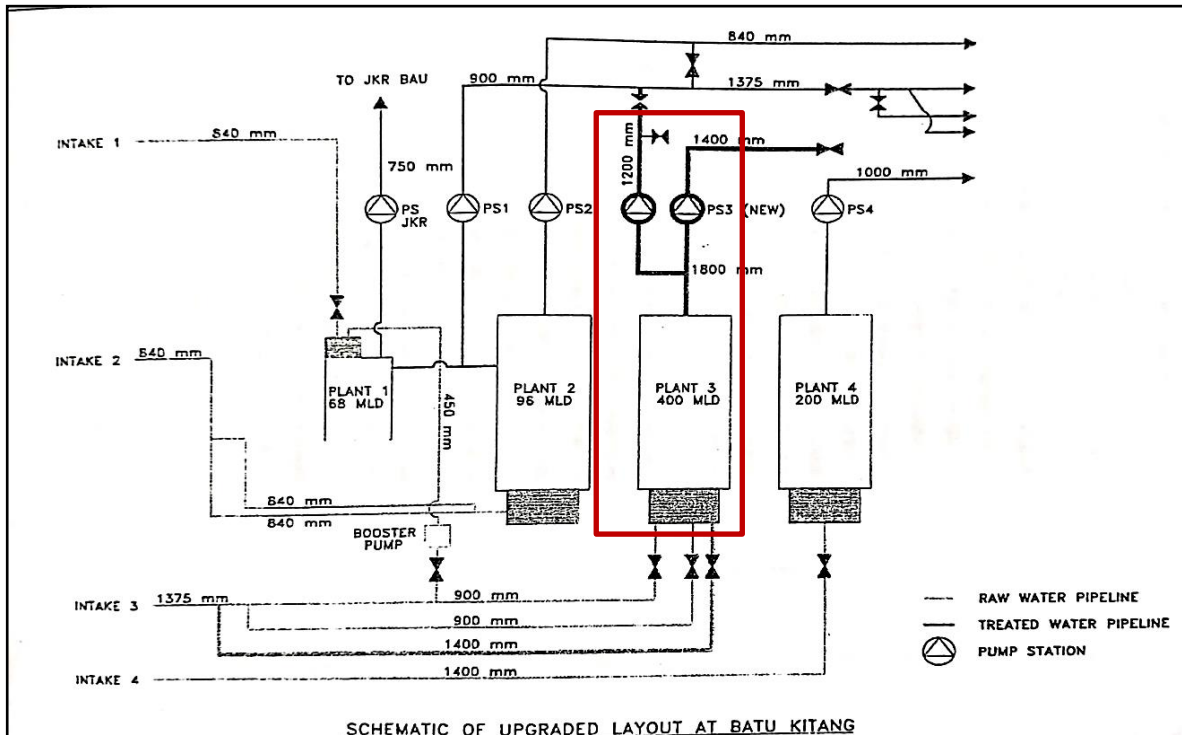 840 mm
TO JKR BAU
900 mm
1375 mm
INTAKE 1
840 mm
1200 mm
1400 mm
750 mm
1000 mm
PS JKR
PS1
PS2
PS3 (NEW)
PS4
1800 mm
INTAKE 2
840 mm
PLANT 1
68 MLD
450 mm
PLANT 2
96 MLD
PLANT 3
400 MLD
PLANT 4
200 MLD
840 mm
840 mm
BOOSTER
PUMP
INTAKE 3
1375 mm
900 mm
900 mm
1400 mm
INTAKE 4
1400 mm
RAW WATER PIPELINE
TREATED WATER PIPELINE
PUMP STATION
SCHEMATIC OF UPGRADED LAYOUT AT BATU KITANG